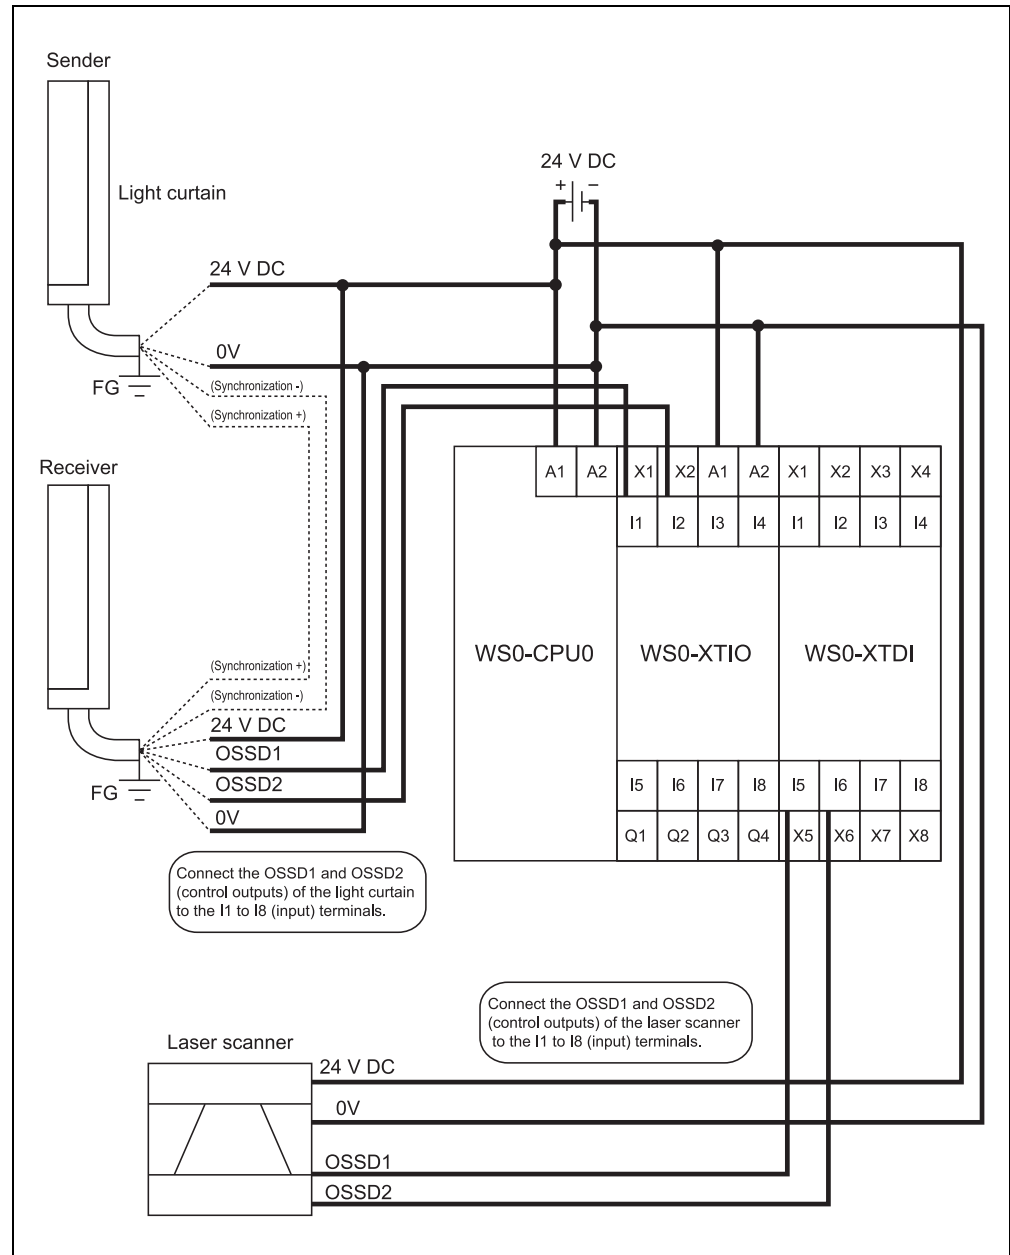 Sender
24 V DC
+ −
Light curtain
24 V DC
0V
FG
(Synchronization -)
(Synchronization +)
Receiver
A1 A2 X1 X2 A1 A2 X1 X2 X3 X4
I1 I2 I3 I4 I1 I2 I3 I4
WS0-CPU0 WS0-XTIO WS0-XTDI
(Synchronization +)
(Synchronization -)
24 V DC
OSSD1
OSSD2
FG
0V
I5 I6 I7 I8 I5 I6 I7 I8
Q1 Q2 Q3 Q4 X5 X6 X7 X8
Connect the OSSD1 and OSSD2
(control outputs) of the light curtain
to the I1 to I8 (input) terminals.
Connect the OSSD1 and OSSD2
(control outputs) of the laser scanner
to the I1 to I8 (input) terminals.
Laser scanner
24 V DC
0V
OSSD1
OSSD2